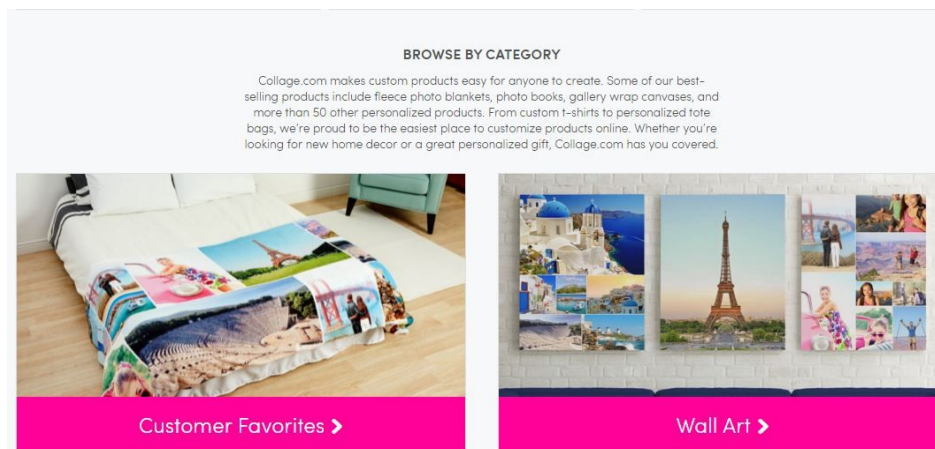 BROWSE BY CATEGORY
Collage.com makes custom products easy for anyone to create. Some of our best-
selling products include fleece photo blankets, photo books, gallery wrap canvases, and
more than 50 other personalized products. From custom t-shirts to personalized tote
bags, we're proud to be the easiest place to customize products online. Whether you're
looking for new home decor or a great personalized gift, Collage.com has you covered.
Customer Favorites
Wall Art